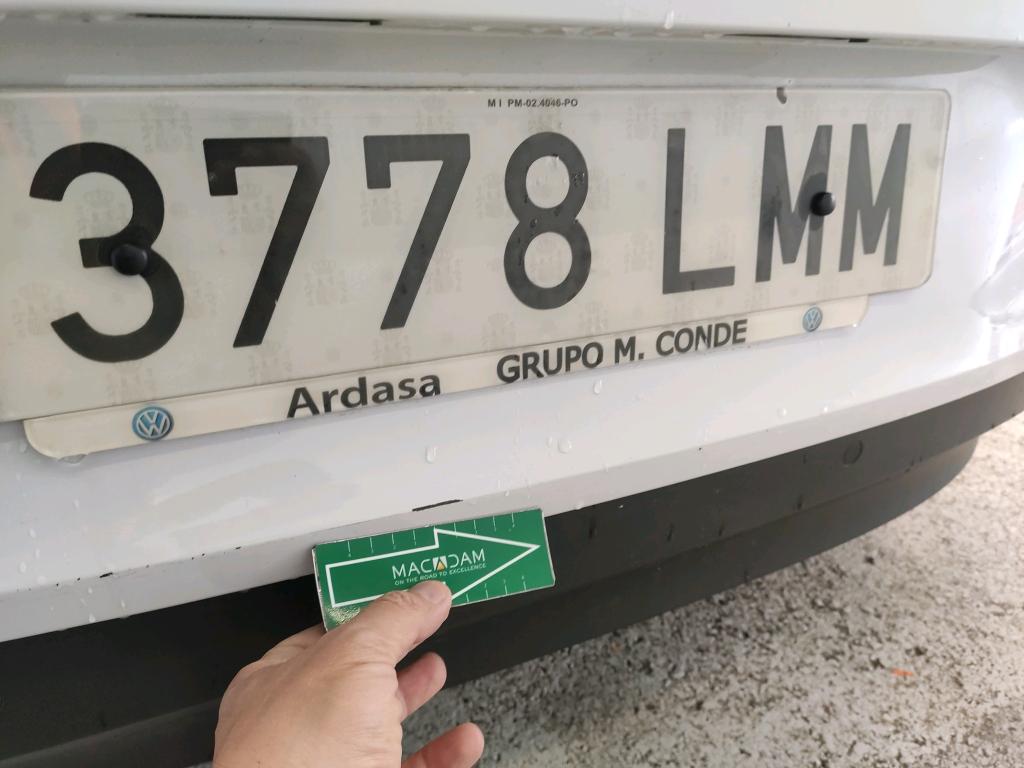 M I PM-02.4046-PO
3778 LMM
Ardasa GRUPO M. CONDE
MACADAM
ON THE ROAD TO EXCELLENCE